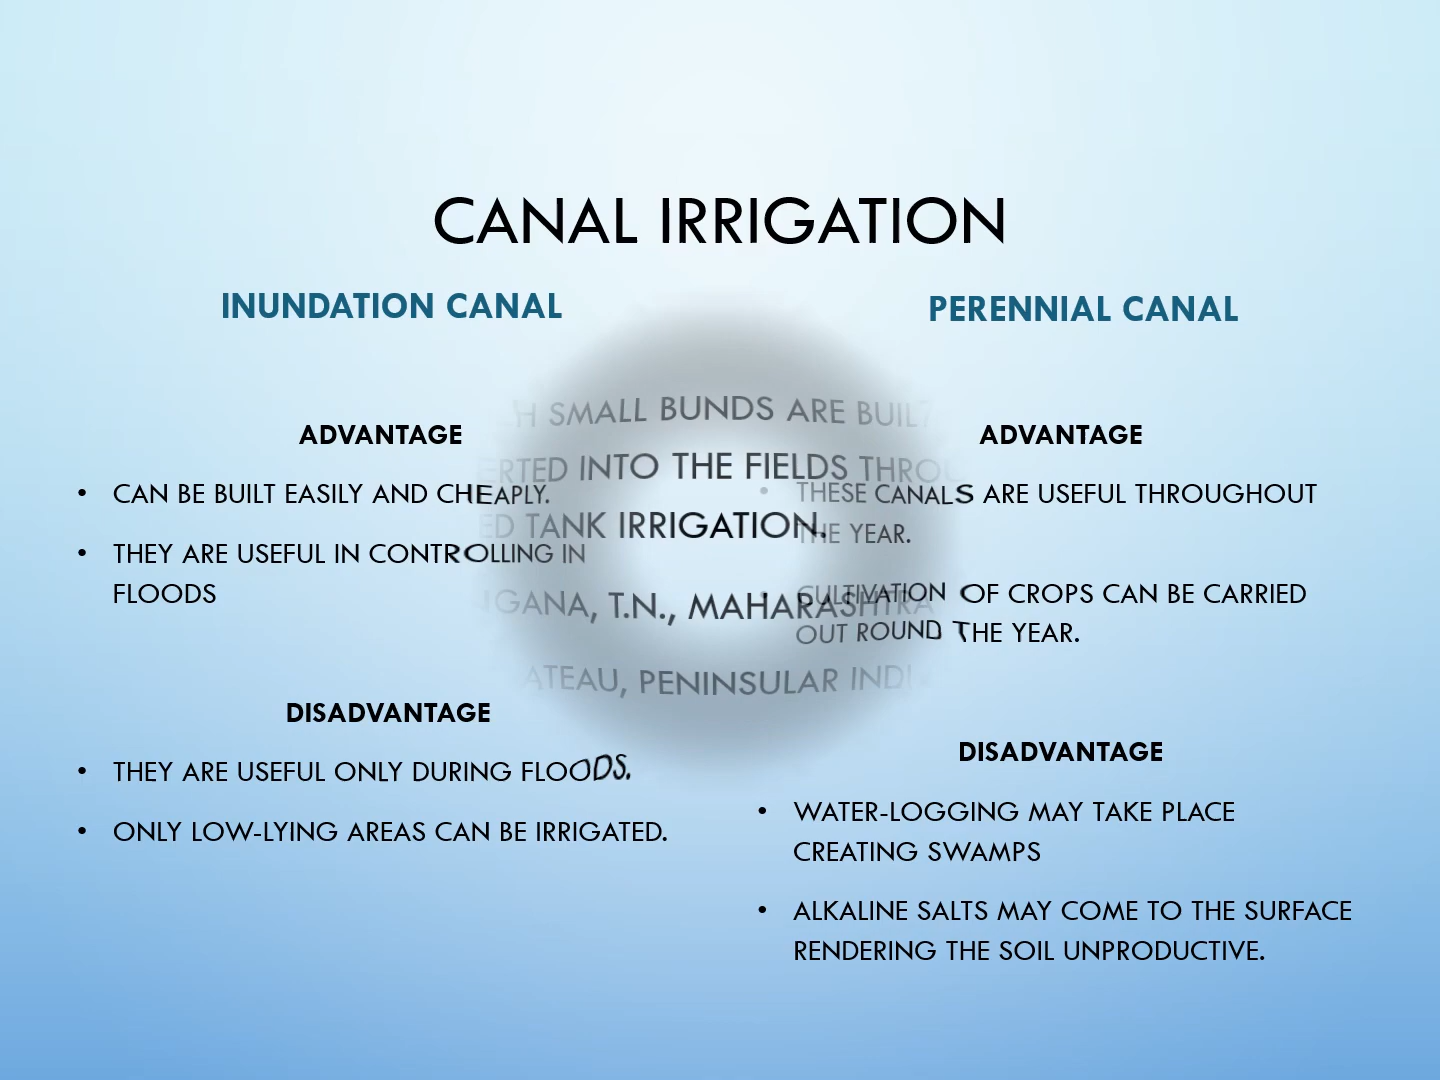 CANAL IRRIGATION
INUNDATION CANAL
ADVANTAGE
• CAN BE BUILT EASILY AND CHEAPLY.
• THEY ARE USEFUL IN CONTROLLING IN
FLOODS
DISADVANTAGE
• THEY ARE USEFUL ONLY DURING FLOODS.
• ONLY LOW-LYING AREAS CAN BE IRRIGATED.
SMALL BUNDS ARE BUILT
INTO THE FIELDS
TANK IRRIGATION.
T.N., MAHARASHTRA
PENINSULAR
PERENNIAL CANAL
ADVANTAGE
• THESE CANALS ARE USEFUL THROUGHOUT
THE YEAR.
• CULTIVATION OF CROPS CAN BE CARRIED
OUT ROUND THE YEAR.
DISADVANTAGE
• WATER-LOGGING MAY TAKE PLACE
CREATING SWAMPS
• ALKALINE SALTS MAY COME TO THE SURFACE
RENDERING THE SOIL UNPRODUCTIVE.